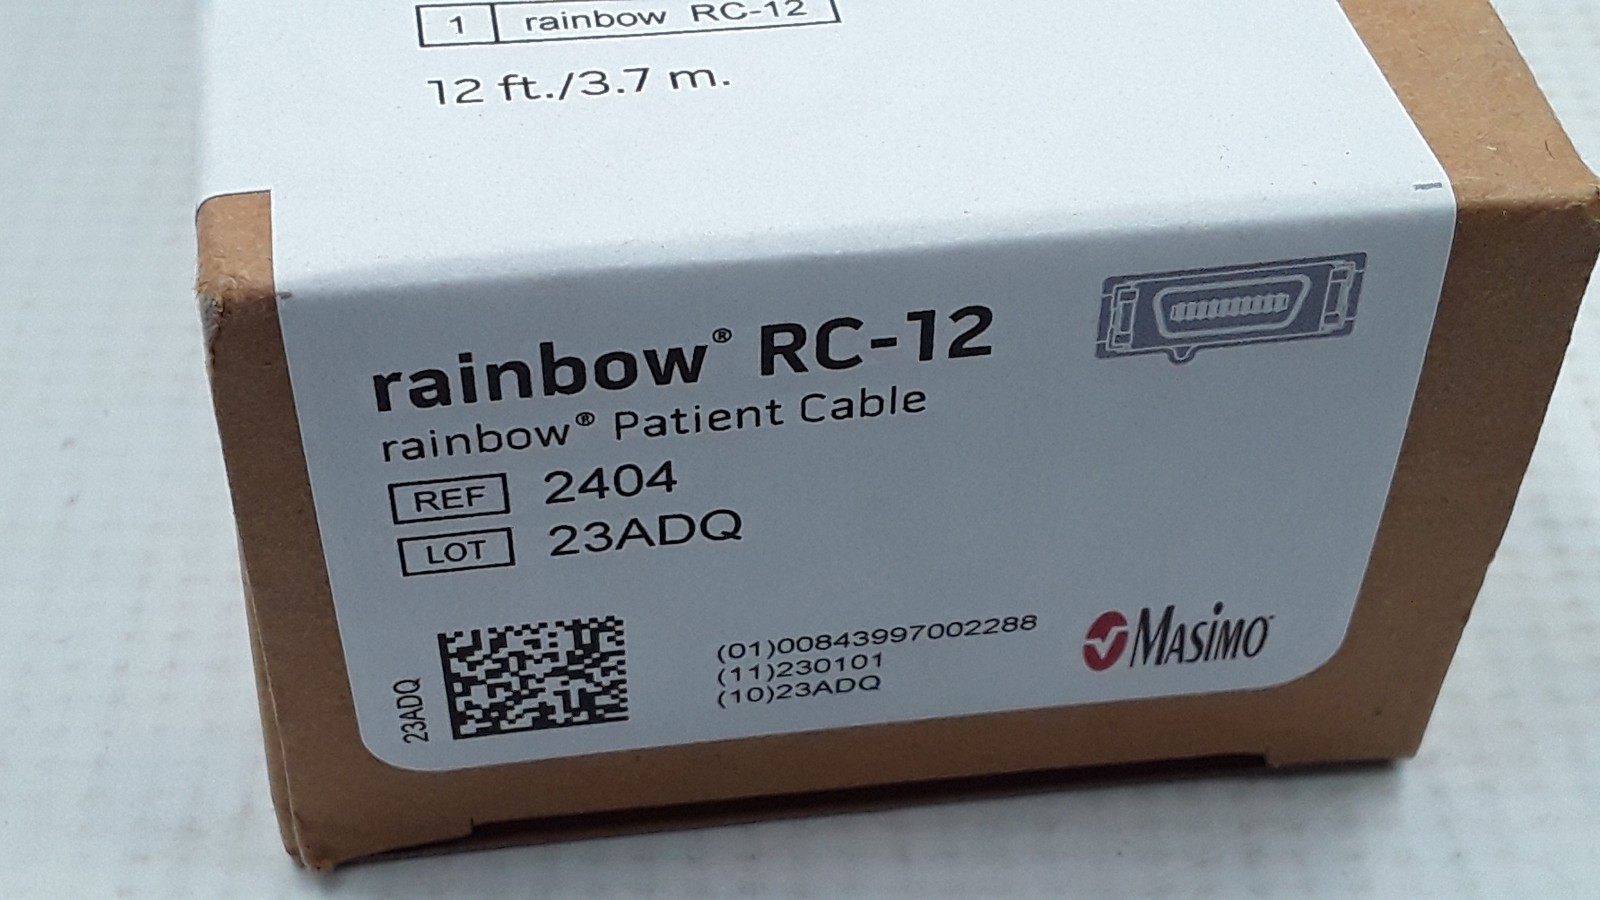 1 rainbow RC-12
12 ft./3.7 m.
rainbow® RC-12
rainbow® Patient Cable
REF 2404
LOT 23ADQ
23ADQ
(01)00843997002288
(11)230101
(10)23ADQ
Masimo